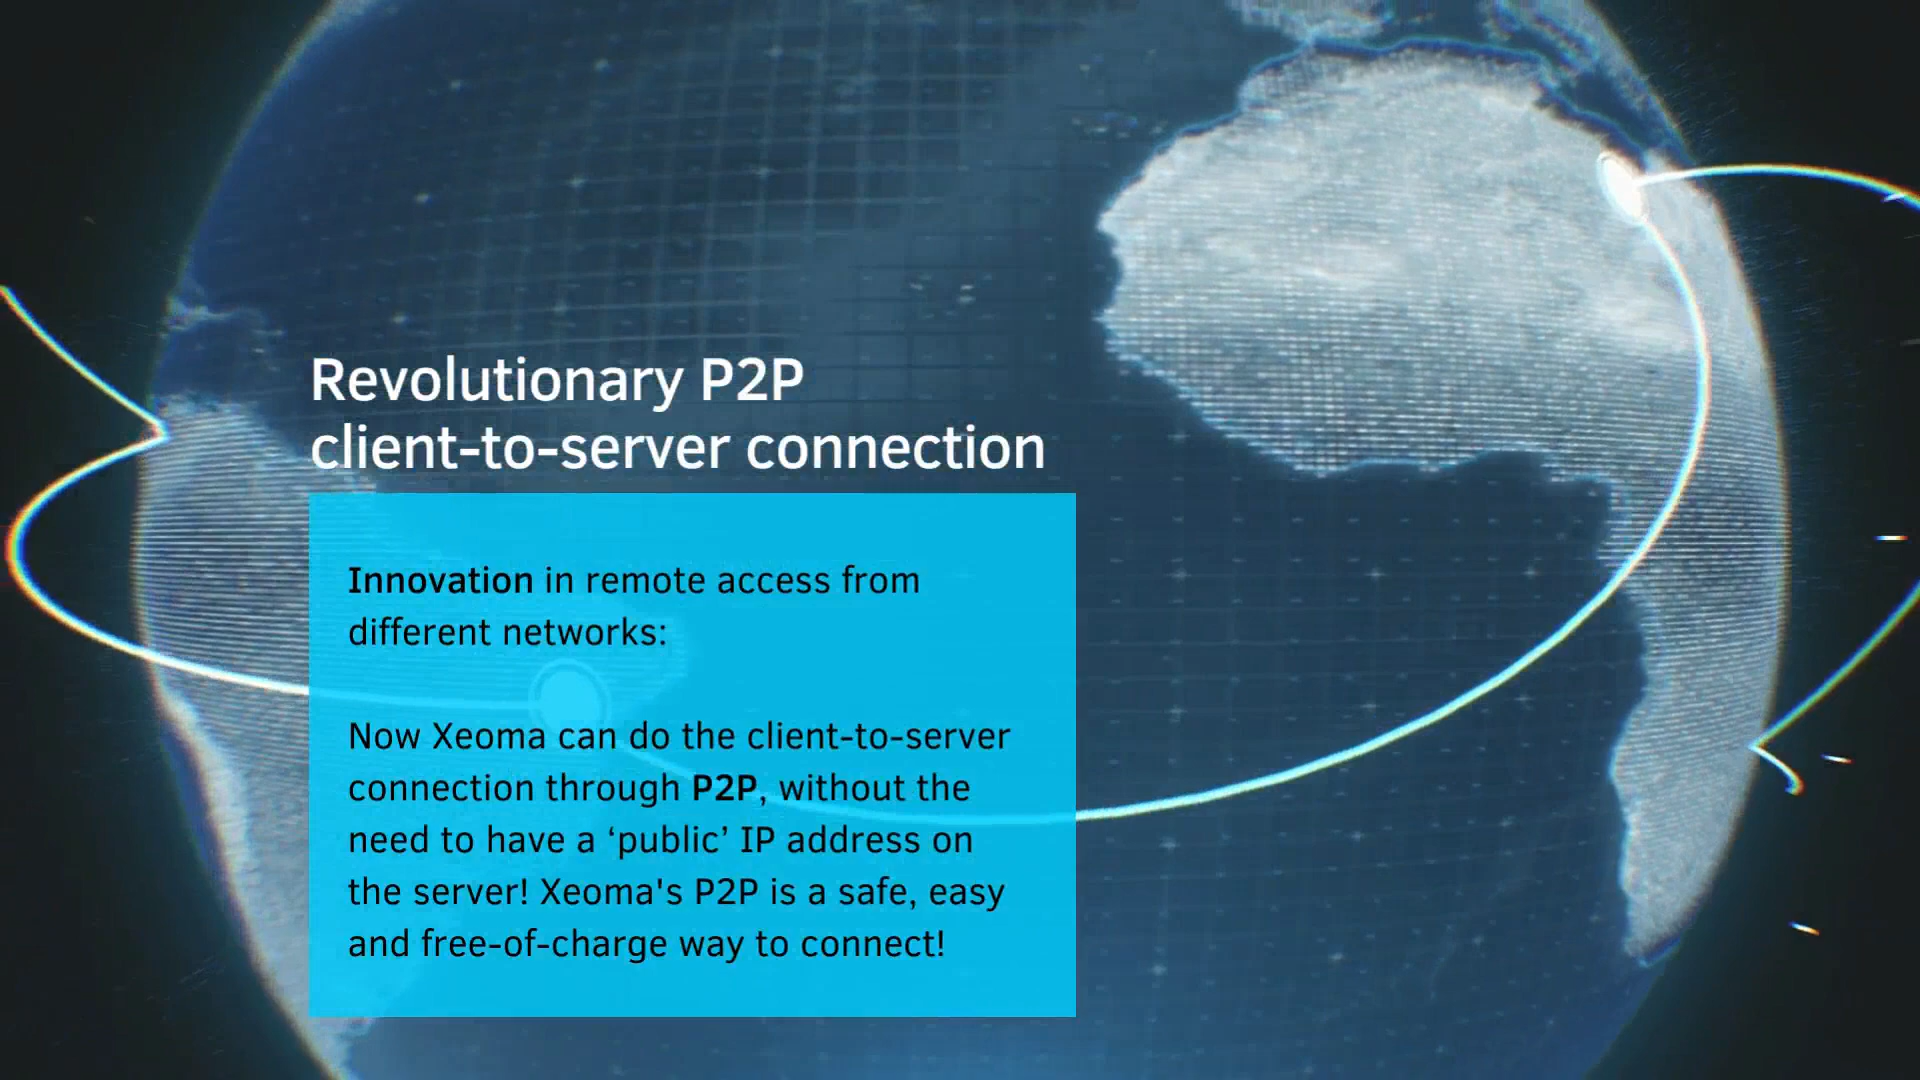 Revolutionary P2P
client-to-server connection
Innovation in remote access from
different networks:
Now Xeoma can do the client-to-server
connection through P2P, without the
need to have a ‘public’ IP address on
the server! Xeoma's P2P is a safe, easy
and free-of-charge way to connect!